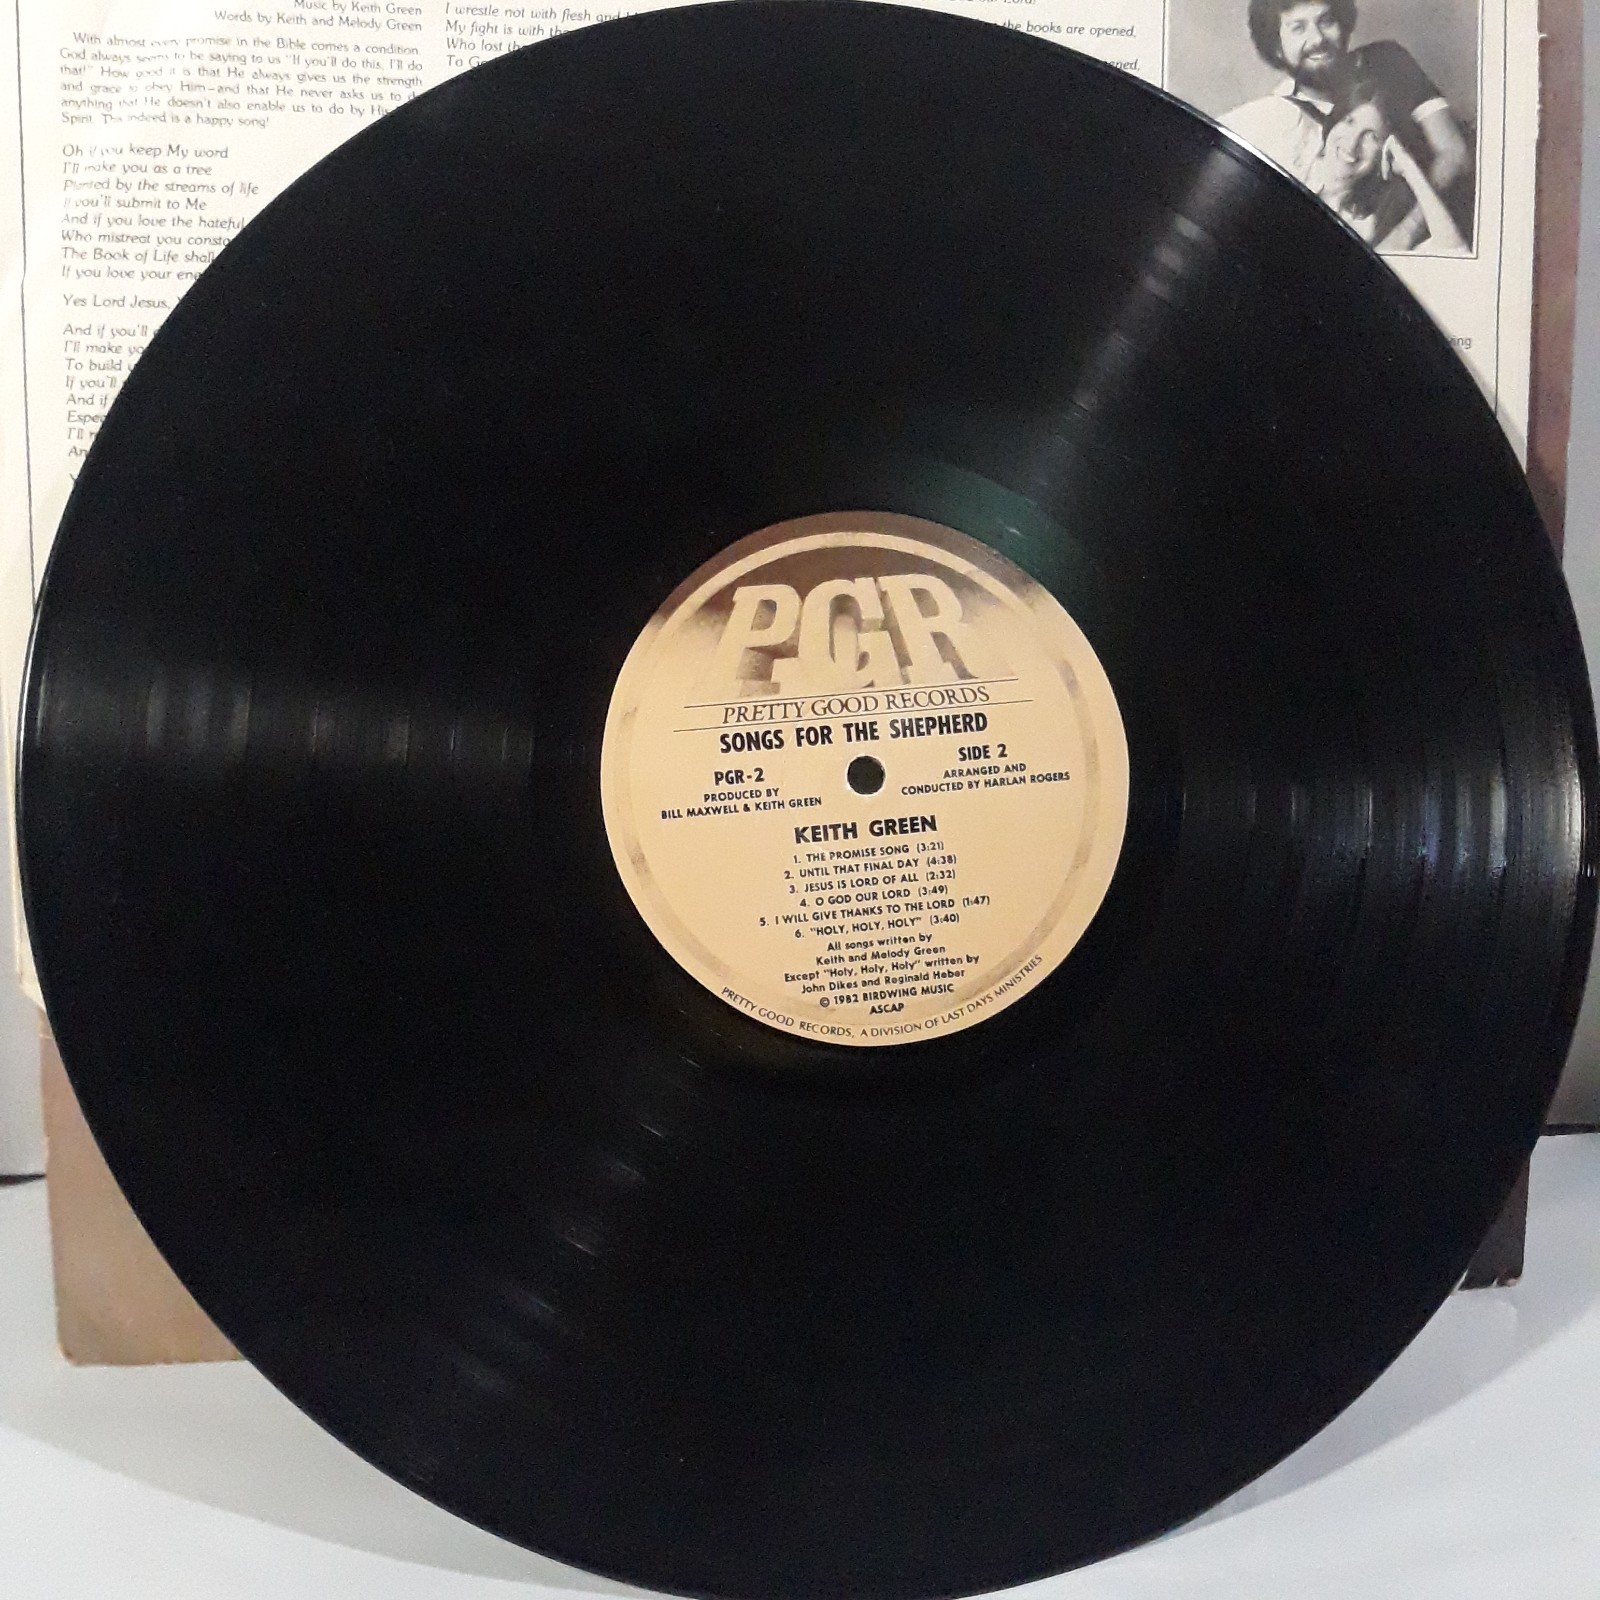 Music by Keith Green
Words by Keith and Melody Green
With almost every promise in the Bible comes a condition.
God always seems to be saying to us "If you'll do this, I'll do
that!" How good it is that He always gives us the strength
and grace to obey Him—and that He never asks us to
anything that He doesn't also enable us to do by His
Spirit. This indeed is a happy song!
Oh if you keep My word
I'll make you as a tree
Planted by the streams of life
If you'll submit to Me
And if you love the hateful
Who mistreat you
The Book of Life shall
If you love your
Yes Lord Jesus,
And if you'll
I'll make
To build
If you'll
And if
I'll
I wrestle not with flesh and
My fight is with
Who lost
To
the books are opened,
PGR
PRETTY GOOD RECORDS
SONGS FOR THE SHEPHERD
PGR-2
PRODUCED BY
BILL MAXWELL & KEITH GREEN
SIDE 2
ARRANGED AND
CONDUCTED BY HARLAN ROGERS
KEITH GREEN
1. THE PROMISE SONG (3:21)
2. UNTIL THAT FINAL DAY (4:38)
3. JESUS IS LORD OF ALL (2:32)
4. O GOD OUR LORD (3:49)
5. I WILL GIVE THANKS TO THE LORD (1:47)
6. "HOLY, HOLY, HOLY" (3:40)
All songs written by
Keith and Melody Green
Except "Holy, Holy, Holy" written by
John Dikes and Reginald Heber
© 1982 BIRDWING MUSIC
ASCAP
PRETTY GOOD RECORDS, A DIVISION OF LAST DAYS MINISTRIES